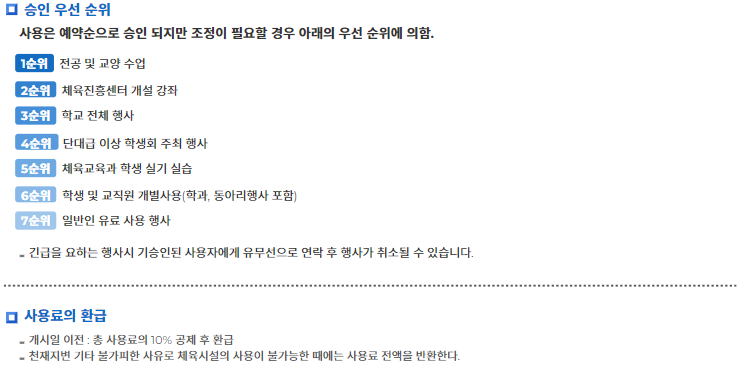 승인 우선 순위
사용은 예약순으로 승인 되지만 조정이 필요할 경우 아래의 우선 순위에 의함.
1순위 전공 및 교양 수업
2순위 체육진흥센터 개설 강좌
3순위 학교 전체 행사
4순위 단대급 이상 학생회 주최 행사
5순위 체육교육과 학생 실기 실습
6순위 학생 및 교직원 개별사용(학과, 동아리행사 포함)
7순위 일반인 유료 사용 행사
- 긴급을 요하는 행사시 기승인된 사용자에게 유무선으로 연락 후 행사가 취소될 수 있습니다.
사용료의 환급
- 개시일 이전 : 총 사용료의 10% 공제 후 환급
- 천재지변 기타 불가피한 사유로 체육시설의 사용이 불가능한 때에는 사용료 전액을 반환한다.